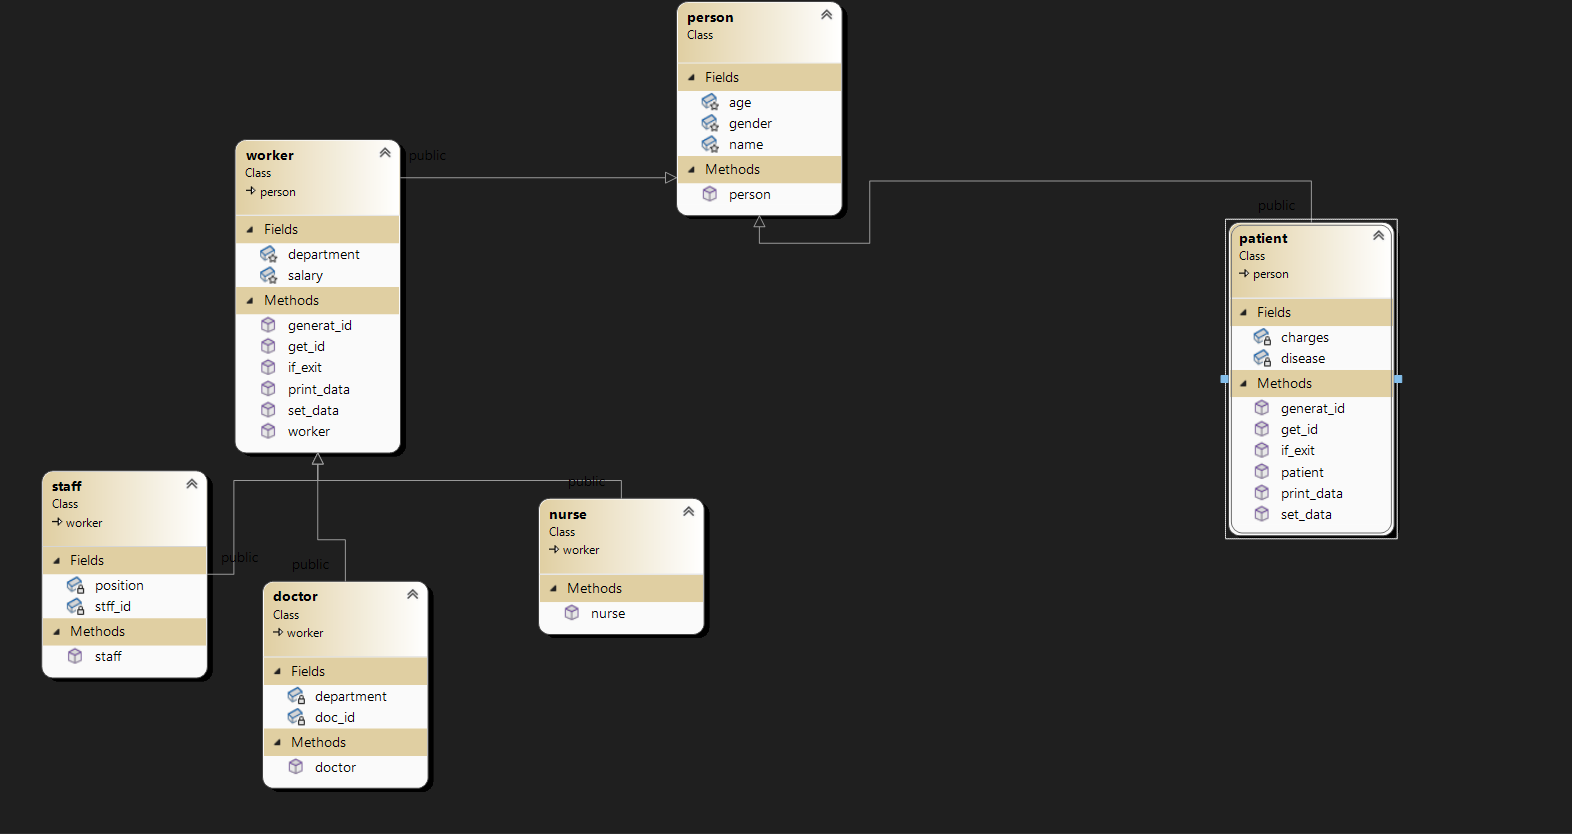 person
Class
Fields
age
gender
name
Methods
person
worker
Class
person
Fields
department
salary
Methods
generat_id
get_id
if_exit
print_data
set_data
worker
public
public
patient
Class
person
Fields
charges
disease
Methods
generat_id
get_id
if_exit
patient
print_data
set_data
staff
Class
worker
Fields
position
stff_id
Methods
staff
public
public
doctor
Class
worker
Fields
department
doc_id
Methods
doctor
public
nurse
Class
worker
Methods
nurse